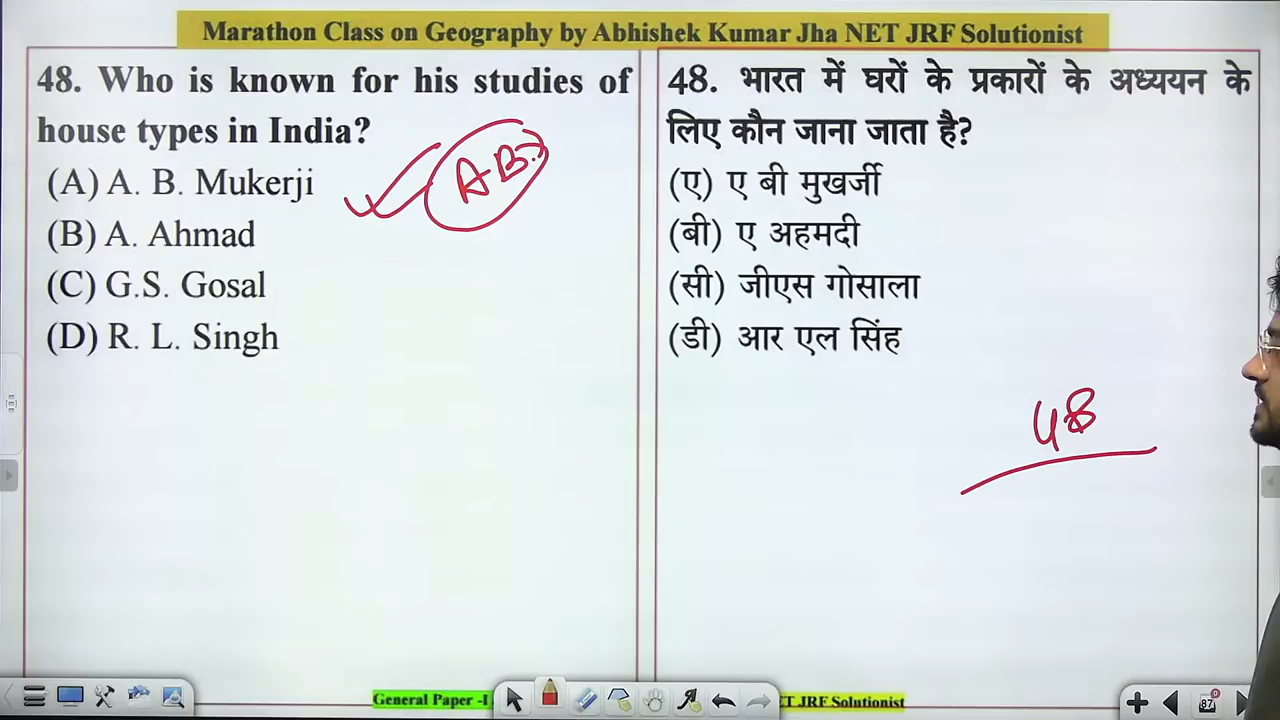 Marathon Class on Geography by Abhishek Kumar Jha NET JRF Solutionist
48. Who is known for his studies of
house types in India?
(A) A. B. Mukerji
(B) A. Ahmad
(C) G.S. Gosal
(D) R. L. Singh
AB
48. भारत में घरों के प्रकारों के अध्ययन के
लिए कौन जाना जाता है?
(ए) ए बी मुखर्जी
(बी) ए अहमदी
(सी) जीएस गोसाला
(डी) आर एल सिंह
48
General Paper -I
T JRF Solutionist
87